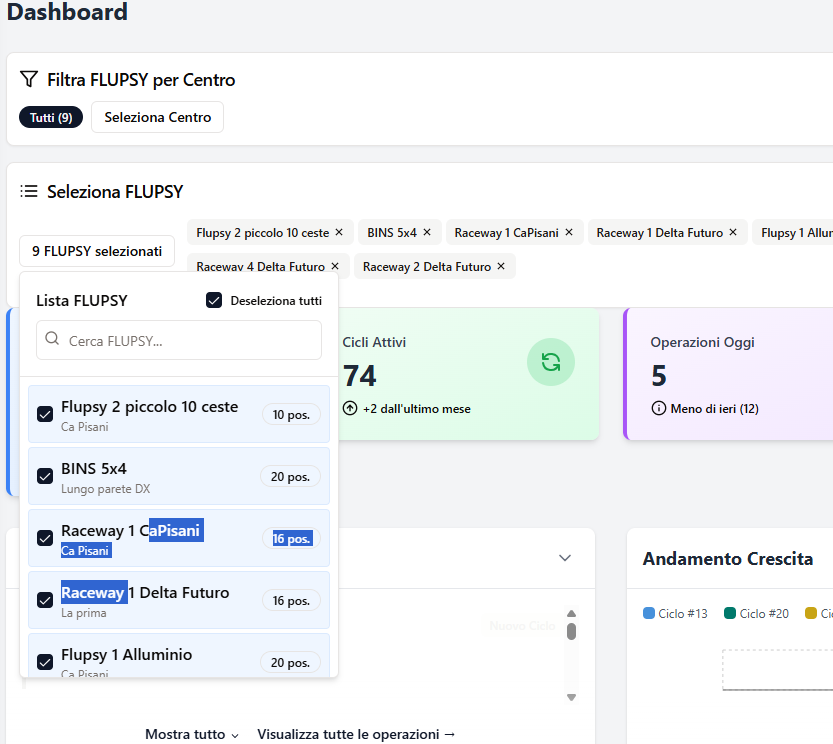 Dashboard
Filtra FLUPSY per Centro
Tutti (9)
Seleziona Centro
Seleziona FLUPSY
9 FLUPSY selezionati
Flupsy 2 piccolo 10 ceste ×
BINS 5x4 ×
Raceway 1 CaPisani ×
Raceway 1 Delta Futuro ×
Flupsy 1 Allum
Raceway 4 Delta Futuro ×
Raceway 2 Delta Futuro ×
Lista FLUPSY
Deseleziona tutti
Cerca FLUPSY...
Flupsy 2 piccolo 10 ceste
Ca Pisani
10 pos.
BINS 5x4
Lungo parete DX
20 pos.
Raceway 1 CaPisani
Ca Pisani
16 pos.
Raceway 1 Delta Futuro
La prima
16 pos.
Flupsy 1 Alluminio
Ca Pisani
20 pos.
Cicli Attivi
74
+2 dall'ultimo mese
Operazioni Oggi
5
Meno di ieri (12)
Nuovo Ciclo
Mostra tutto
Visualizza tutte le operazioni →
Andamento Crescita
Ciclo #13
Ciclo #20
Ci